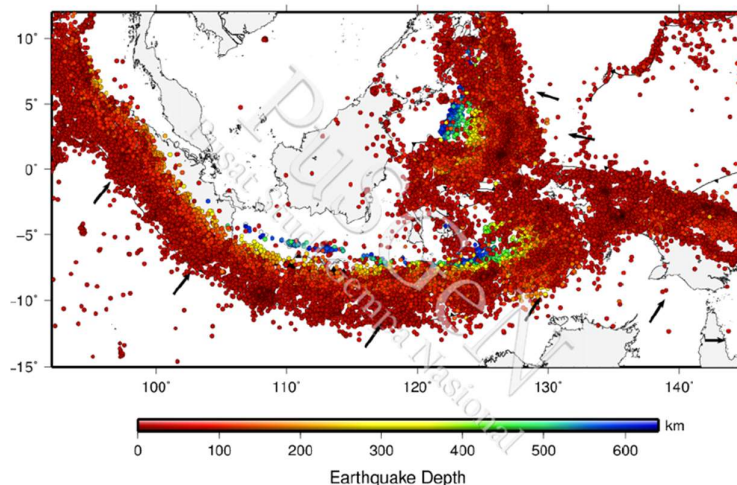 10°
5°
0°
−5°
−10°
−15°
100°
110°
120°
130°
140°
PuSGeN
Pusat Studi Gempa Nasional
km
0 100 200 300 400 500 600
Earthquake Depth